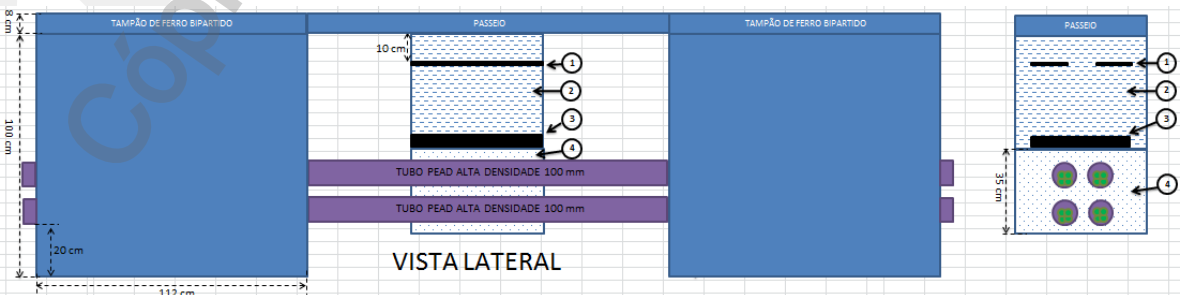 8 cm
TAMPÃO DE FERRO BIPARTIDO
PASSEIO
TAMPÃO DE FERRO BIPARTIDO
PASSEIO
10 cm
1
2
3
4
100 cm
TUBO PEAD ALTA DENSIDADE 100 mm
TUBO PEAD ALTA DENSIDADE 100 mm
20 cm
VISTA LATERAL
112 cm
1
2
3
4
35 cm
Cóp